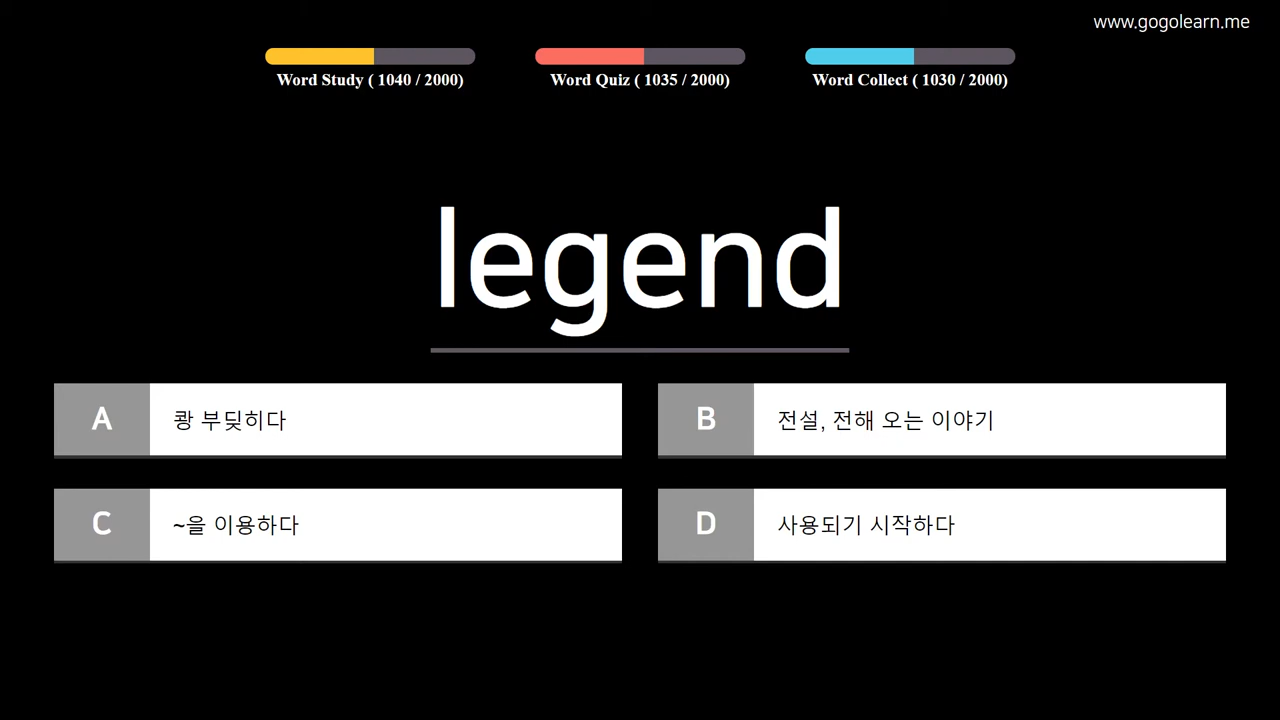 www.gogolearn.me
Word Study ( 1040 / 2000)
Word Quiz ( 1035 / 2000)
Word Collect ( 1030 / 2000)
legend
A 쾅 부딪히다
B 전설, 전해 오는 이야기
C ~을 이용하다
D 사용되기 시작하다